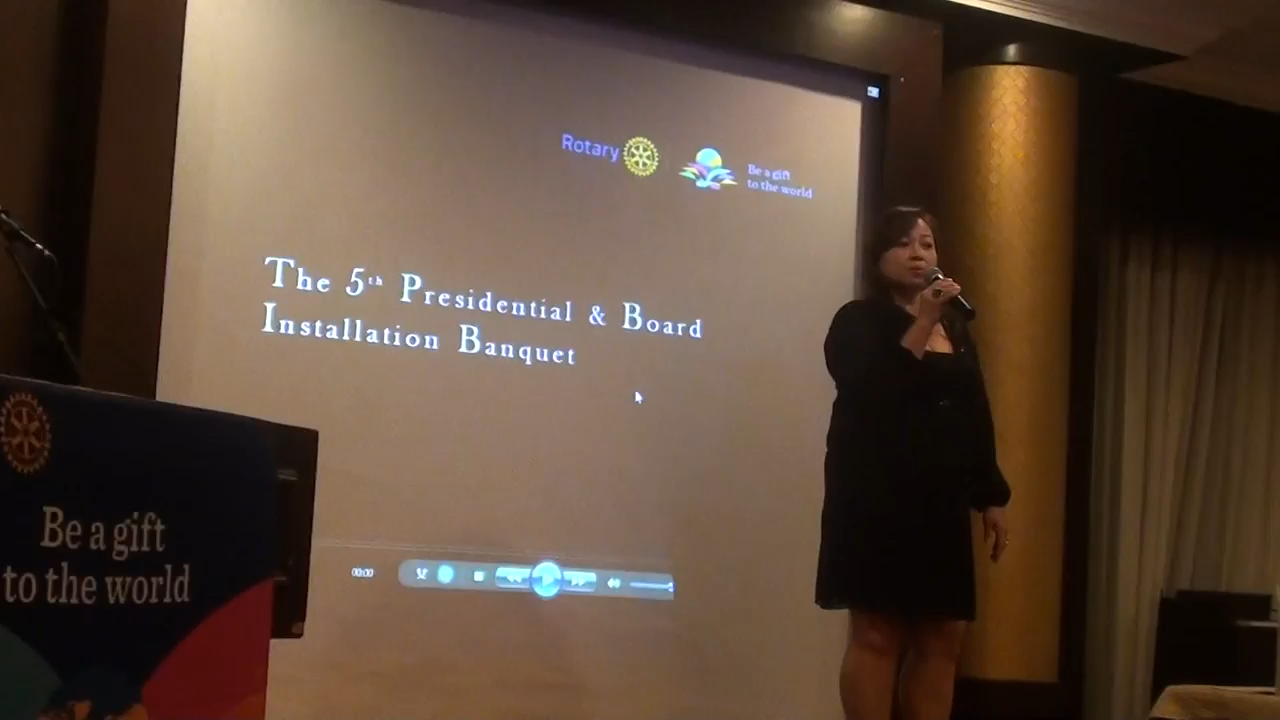 Rotary
Be a gift
to the world
The 5th Presidential & Board
Installation Banquet
00:00
Be a gift
to the world